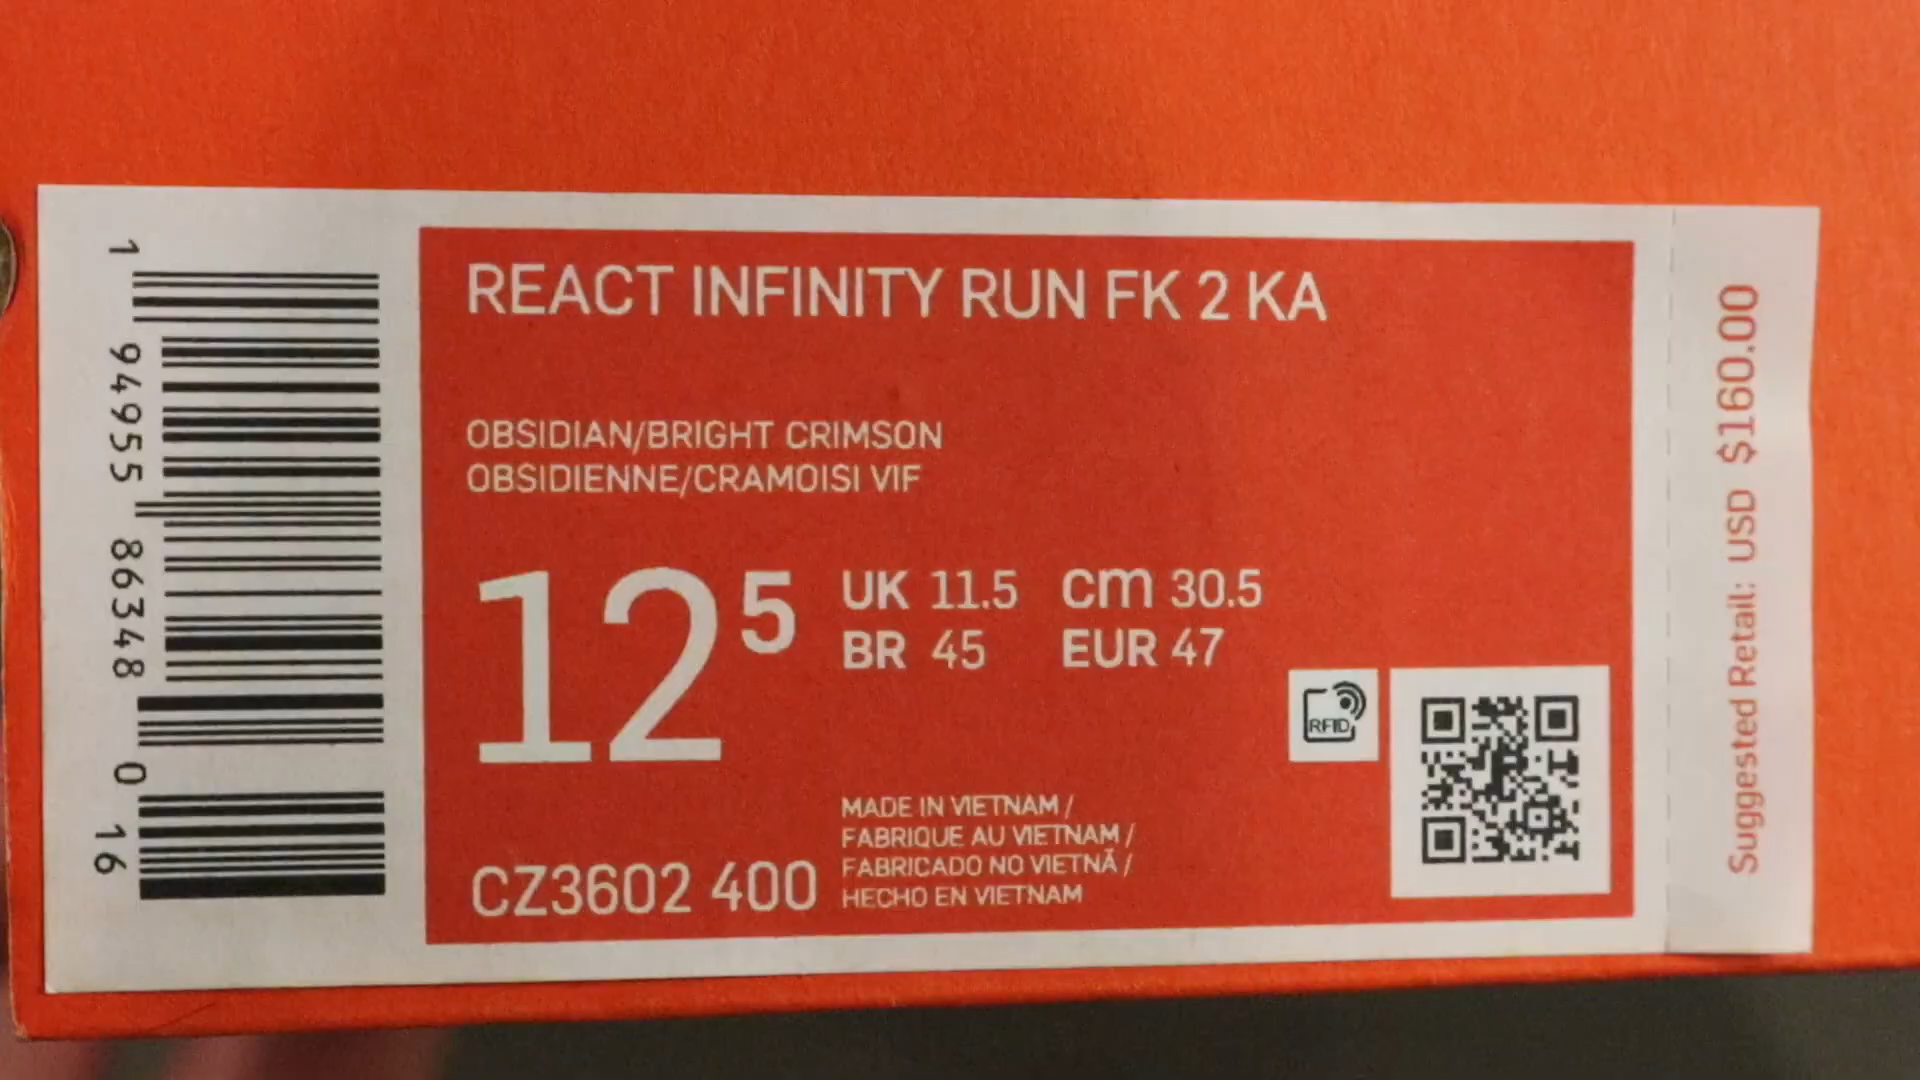 1 94955 86348 0 16
REACT INFINITY RUN FK 2 KA
OBSIDIAN/BRIGHT CRIMSON
OBSIDIENNE/CRAMOISI VIF
12 5
UK 11.5 cm 30.5
BR 45 EUR 47
RFID
MADE IN VIETNAM /
FABRIQUE AU VIETNAM /
FABRICADO NO VIETNÃ /
HECHO EN VIETNAM
CZ3602 400
Suggested Retail: USD $160.00